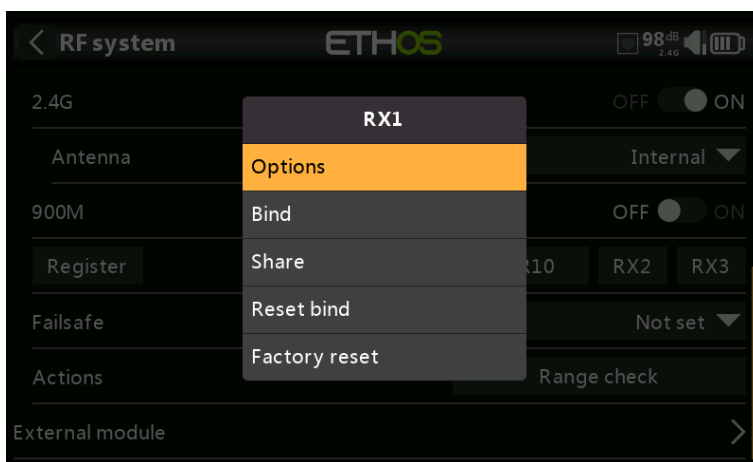 RF system
ETHOS
98 dB
2.4G
2.4G
OFF ON
RX1
Antenna
Internal
Options
900M
OFF ON
Bind
Register
Share
R10
RX2
RX3
Reset bind
Failsafe
Not set
Factory reset
Actions
Range check
External module